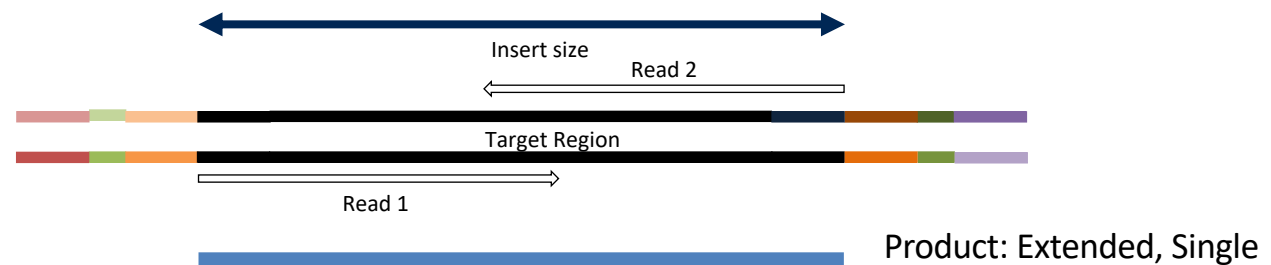 Insert size
Read 2
Target Region
Read 1
Product: Extended, Single